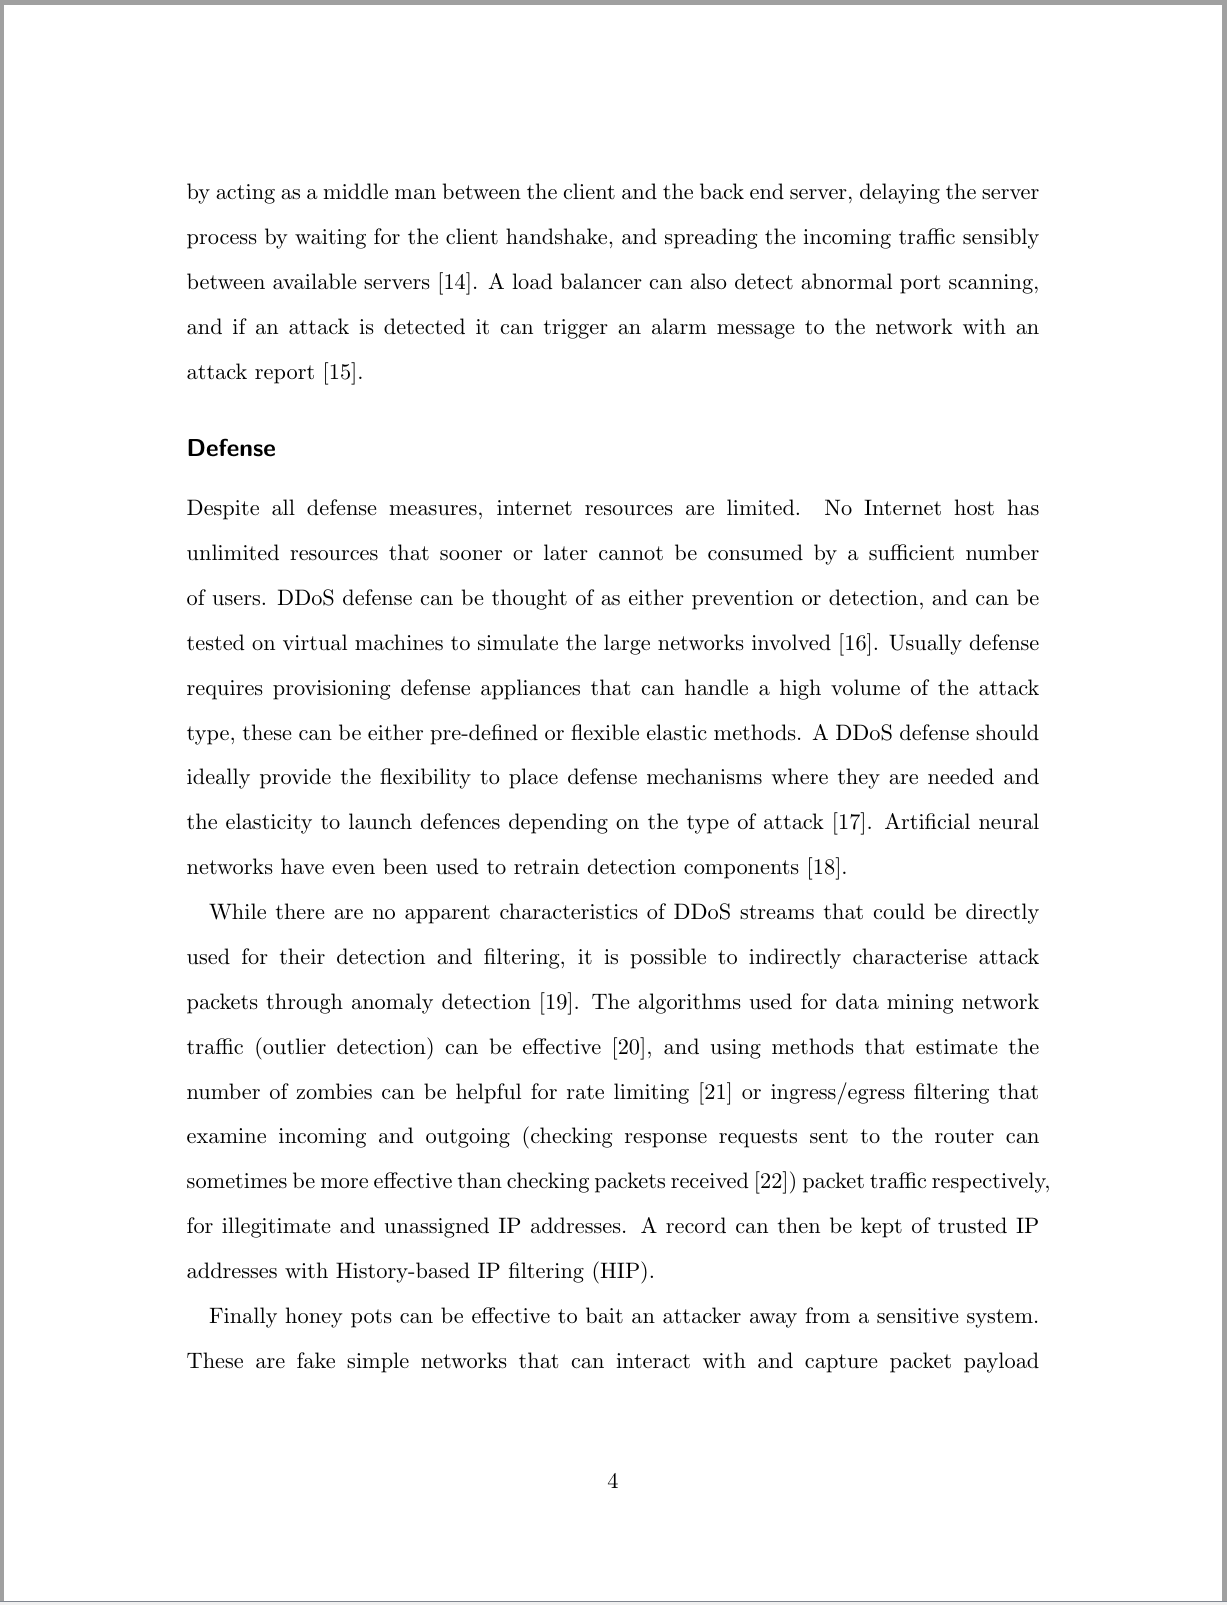 by acting as a middle man between the client and the back end server, delaying the server
process by waiting for the client handshake, and spreading the incoming traffic sensibly
between available servers [14]. A load balancer can also detect abnormal port scanning,
and if an attack is detected it can trigger an alarm message to the network with an
attack report [15].
Defense
Despite all defense measures, internet resources are limited. No Internet host has
unlimited resources that sooner or later cannot be consumed by a sufficient number
of users. DDoS defense can be thought of as either prevention or detection, and can be
tested on virtual machines to simulate the large networks involved [16]. Usually defense
requires provisioning defense appliances that can handle a high volume of the attack
type, these can be either pre-defined or flexible elastic methods. A DDoS defense should
ideally provide the flexibility to place defense mechanisms where they are needed and
the elasticity to launch defences depending on the type of attack [17]. Artificial neural
networks have even been used to retrain detection components [18].
While there are no apparent characteristics of DDoS streams that could be directly
used for their detection and filtering, it is possible to indirectly characterise attack
packets through anomaly detection [19]. The algorithms used for data mining network
traffic (outlier detection) can be effective [20], and using methods that estimate the
number of zombies can be helpful for rate limiting [21] or ingress/egress filtering that
examine incoming and outgoing (checking response requests sent to the router can
sometimes be more effective than checking packets received [22]) packet traffic respectively,
for illegitimate and unassigned IP addresses. A record can then be kept of trusted IP
addresses with History-based IP filtering (HIP).
Finally honey pots can be effective to bait an attacker away from a sensitive system.
These are fake simple networks that can interact with and capture packet payload
4